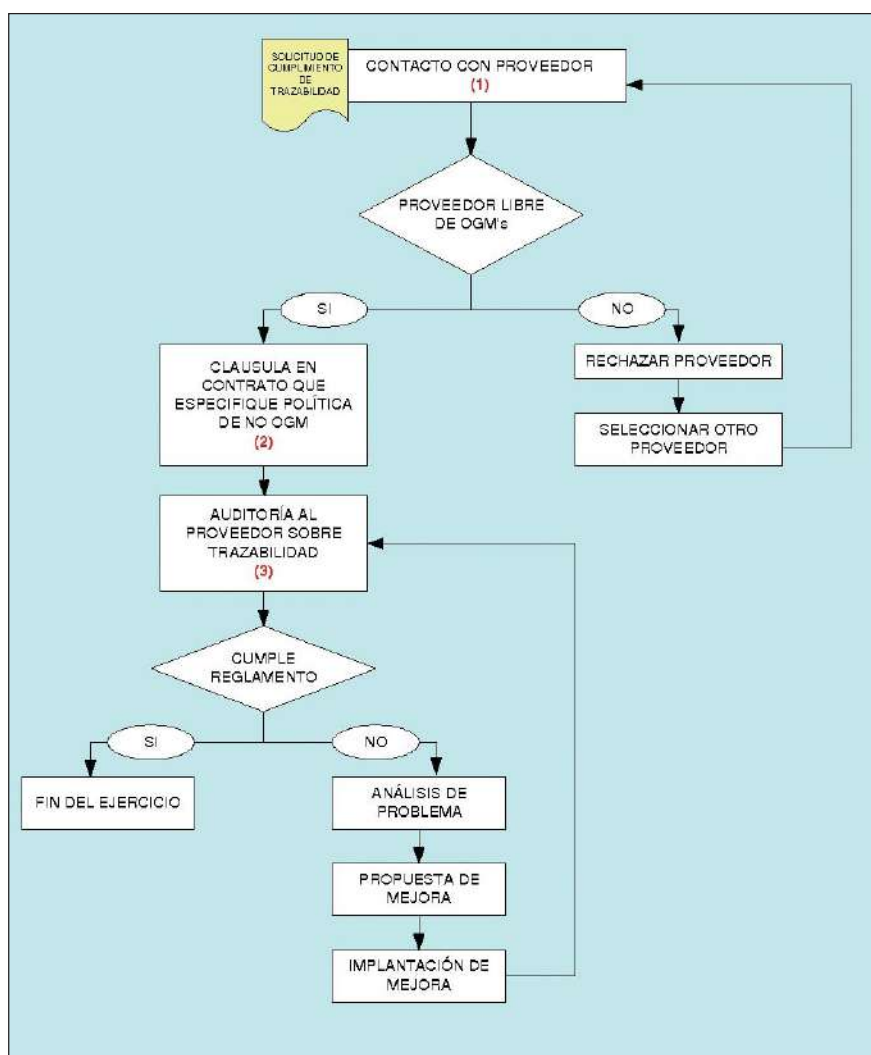 SOLICITUD DE
CUMPLIMIENTO
DE
TRAZABILIDAD
CONTACTO CON PROVEEDOR
(1)
PROVEEDOR LIBRE
DE OGM's
SI
NO
CLAUSULA EN
CONTRATO QUE
ESPECIFIQUE POLÍTICA
DE NO OGM
(2)
RECHAZAR PROVEEDOR
SELECCIONAR OTRO
PROVEEDOR
AUDITORÍA AL
PROVEEDOR SOBRE
TRAZABILIDAD
(3)
CUMPLE
REGLAMENTO
SI
NO
FIN DEL EJERCICIO
ANÁLISIS DE
PROBLEMA
PROPUESTA DE
MEJORA
IMPLANTACIÓN DE
MEJORA